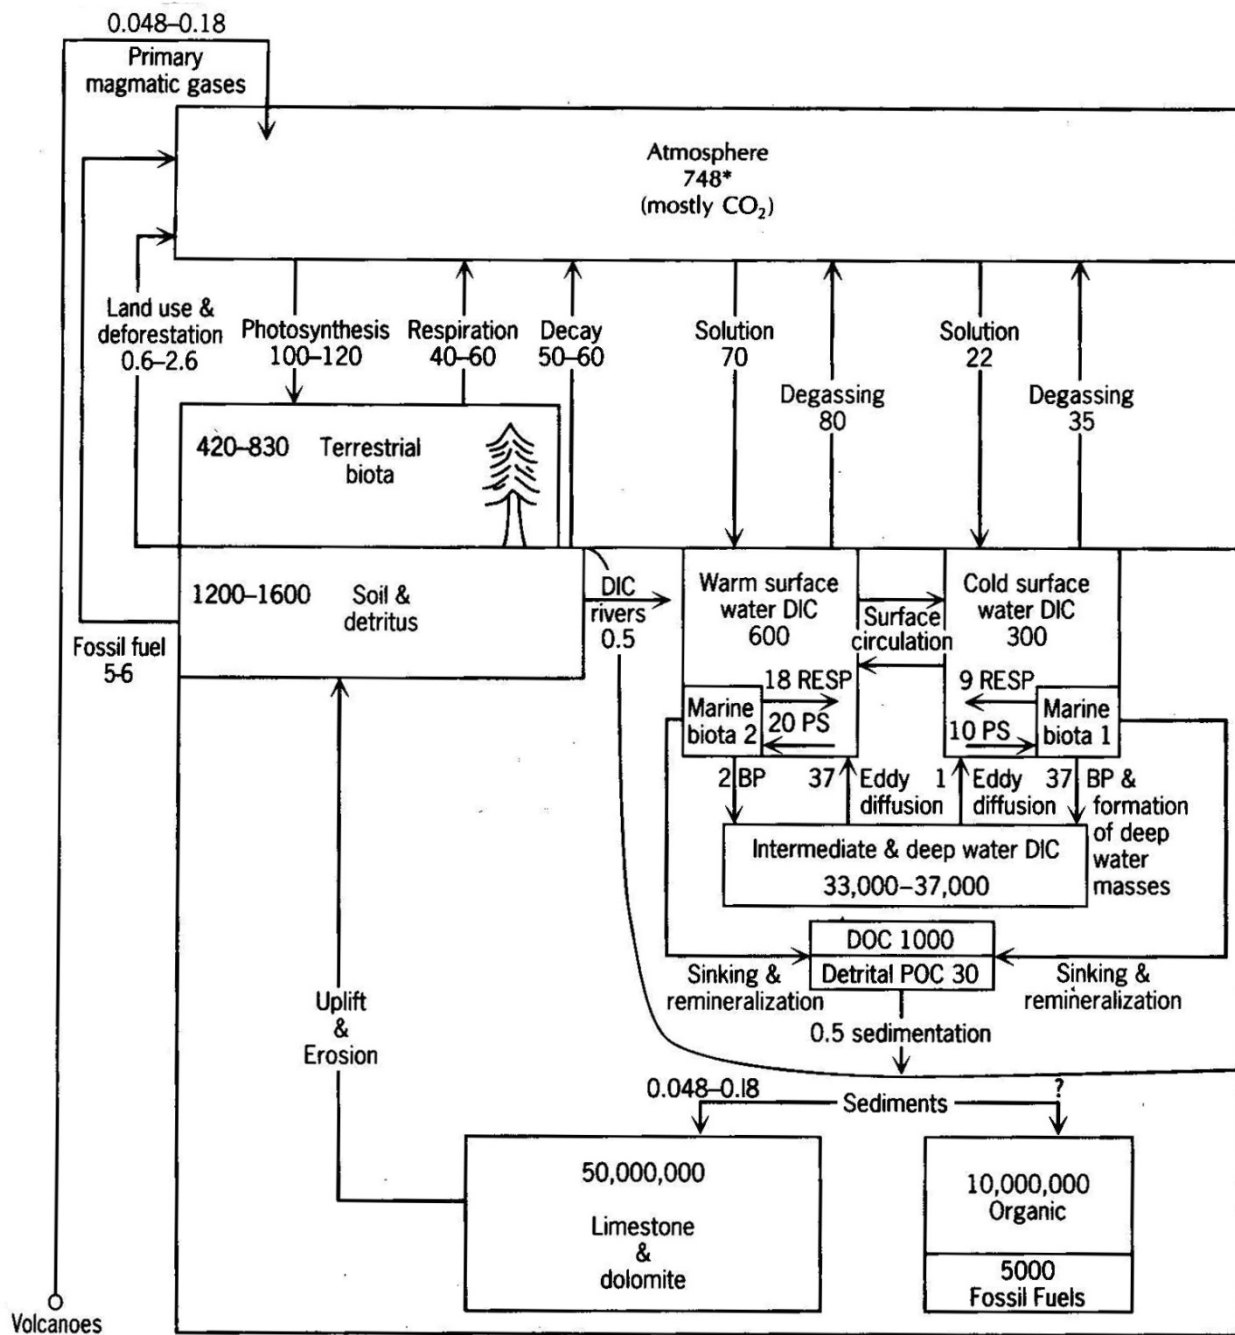 0.048–0.18
Primary
magmatic gases
Atmosphere
748*
(mostly CO₂)
Land use &
deforestation
0.6–2.6
Photosynthesis
100–120
Respiration
40–60
Decay
50–60
Solution
70
Degassing
80
Solution
22
Degassing
35
420–830 Terrestrial
biota
1200–1600 Soil &
detritus
Fossil fuel
5-6
DIC
rivers
0.5
Warm surface
water DIC
600
Surface
circulation
Cold surface
water DIC
300
18 RESP
20 PS
Marine
biota 2
9 RESP
10 PS
Marine
biota 1
2 BP
37 Eddy
diffusion
1 Eddy
diffusion
37 BP &
formation
of deep
water
masses
Intermediate & deep water DIC
33,000–37,000
DOC 1000
Detrital POC 30
Sinking &
remineralization
Sinking &
remineralization
0.5 sedimentation
Uplift
&
Erosion
0.048–0.18
Sediments
?
50,000,000
Limestone
&
dolomite
10,000,000
Organic
5000
Fossil Fuels
Volcanoes